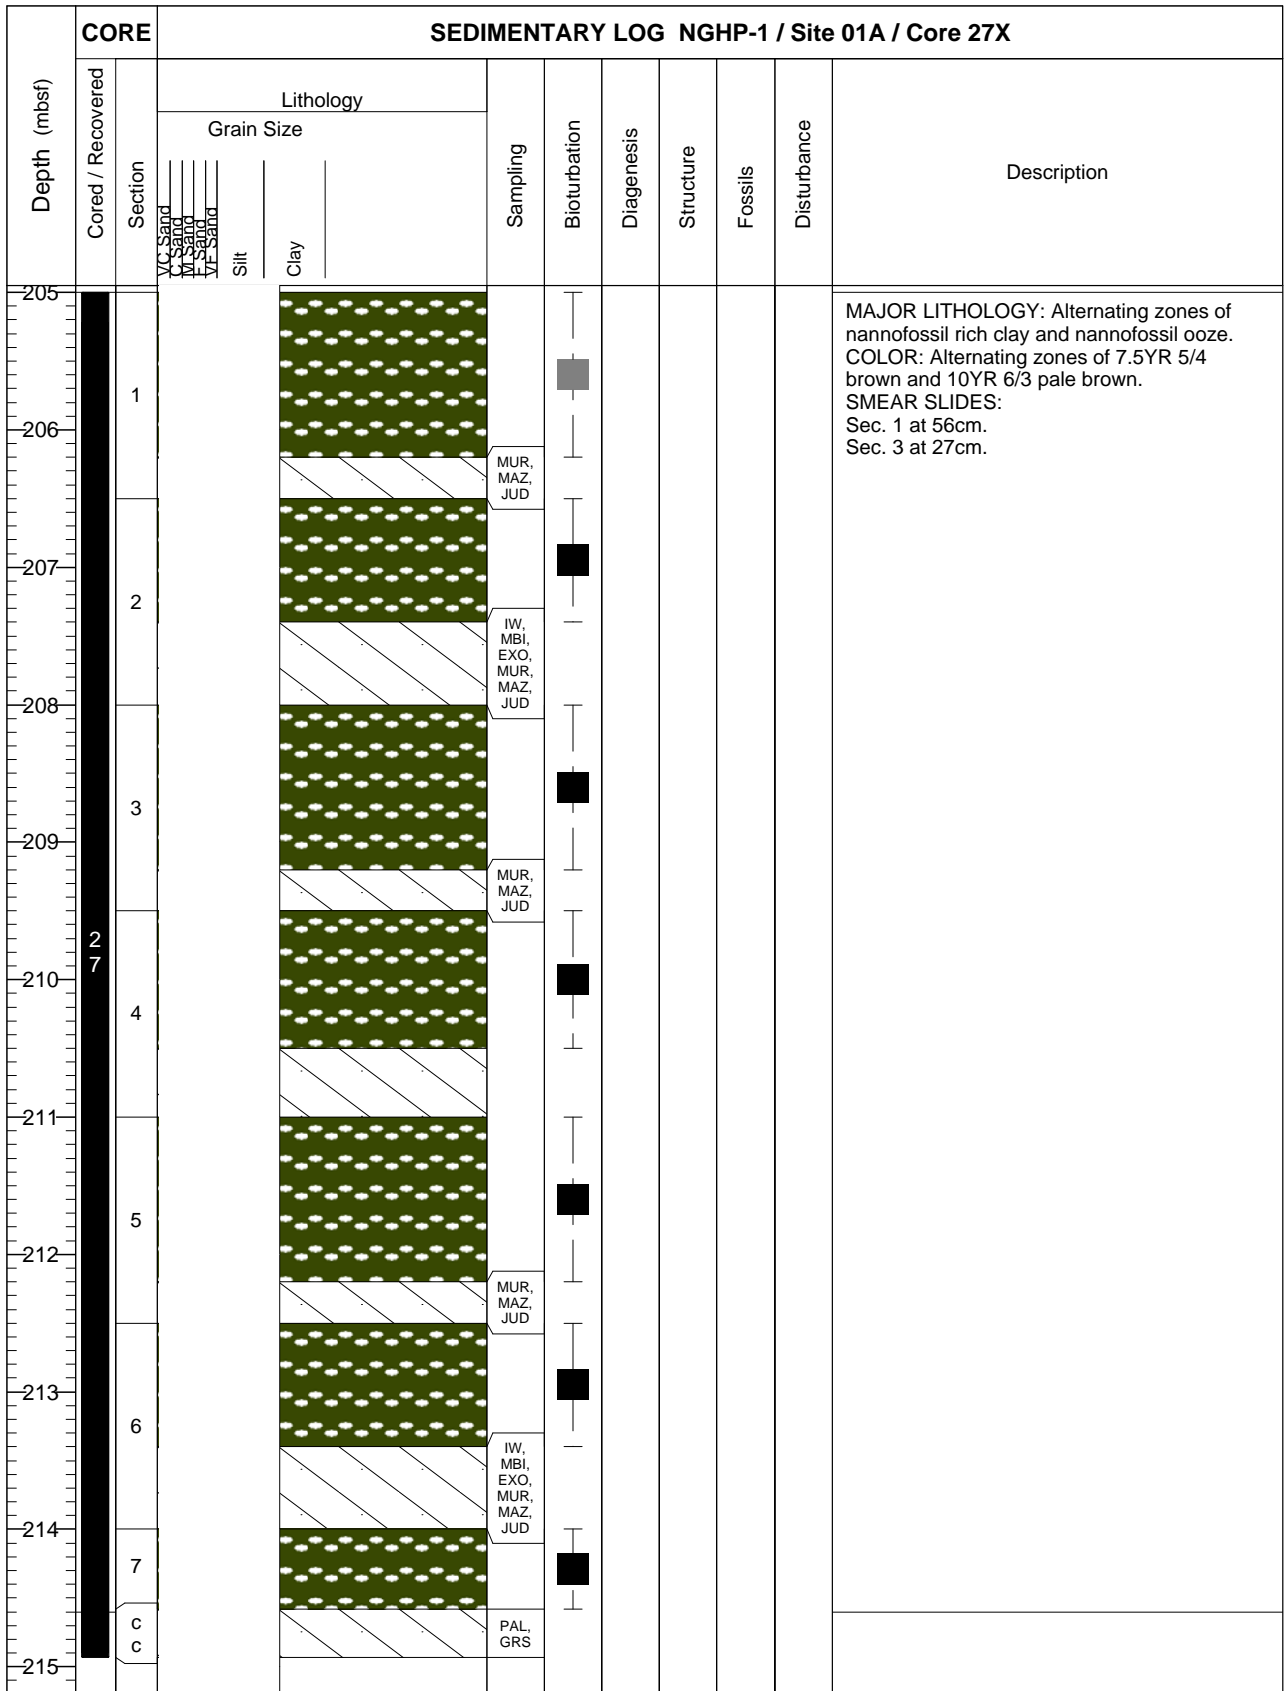 CORE
SEDIMENTARY LOG NGHP-1 / Site 01A / Core 27X
Depth (mbsf)
Cored / Recovered
Section
Lithology
Grain Size
VC Sand
C Sand
M Sand
F Sand
VF Sand
Silt
Clay
Sampling
Bioturbation
Diagenesis
Structure
Fossils
Disturbance
Description
205
MAJOR LITHOLOGY: Alternating zones of
nannofossil rich clay and nannofossil ooze.
COLOR: Alternating zones of 7.5YR 5/4
brown and 10YR 6/3 pale brown.
SMEAR SLIDES:
Sec. 1 at 56cm.
Sec. 3 at 27cm.
1
206
MUR,
MAZ,
JUD
207
2
IW,
MBI,
EXO,
MUR,
MAZ,
JUD
208
3
209
MUR,
MAZ,
JUD
2
7
210
4
211
5
212
MUR,
MAZ,
JUD
213
6
IW,
MBI,
EXO,
MUR,
MAZ,
JUD
214
7
C
C
PAL,
GRS
215